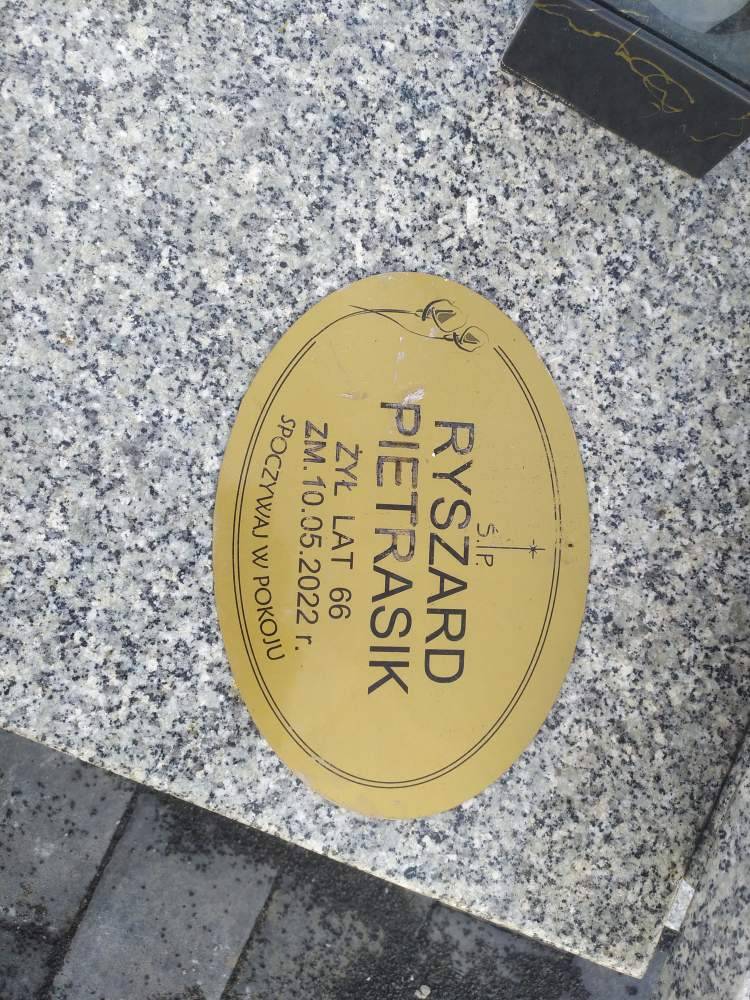 Ś.P.
RYSZARD
PIETRASIK
ŻYŁ LAT 66
ZM.10.05.2022 r.
SPOCZYWAJ W POKOJU